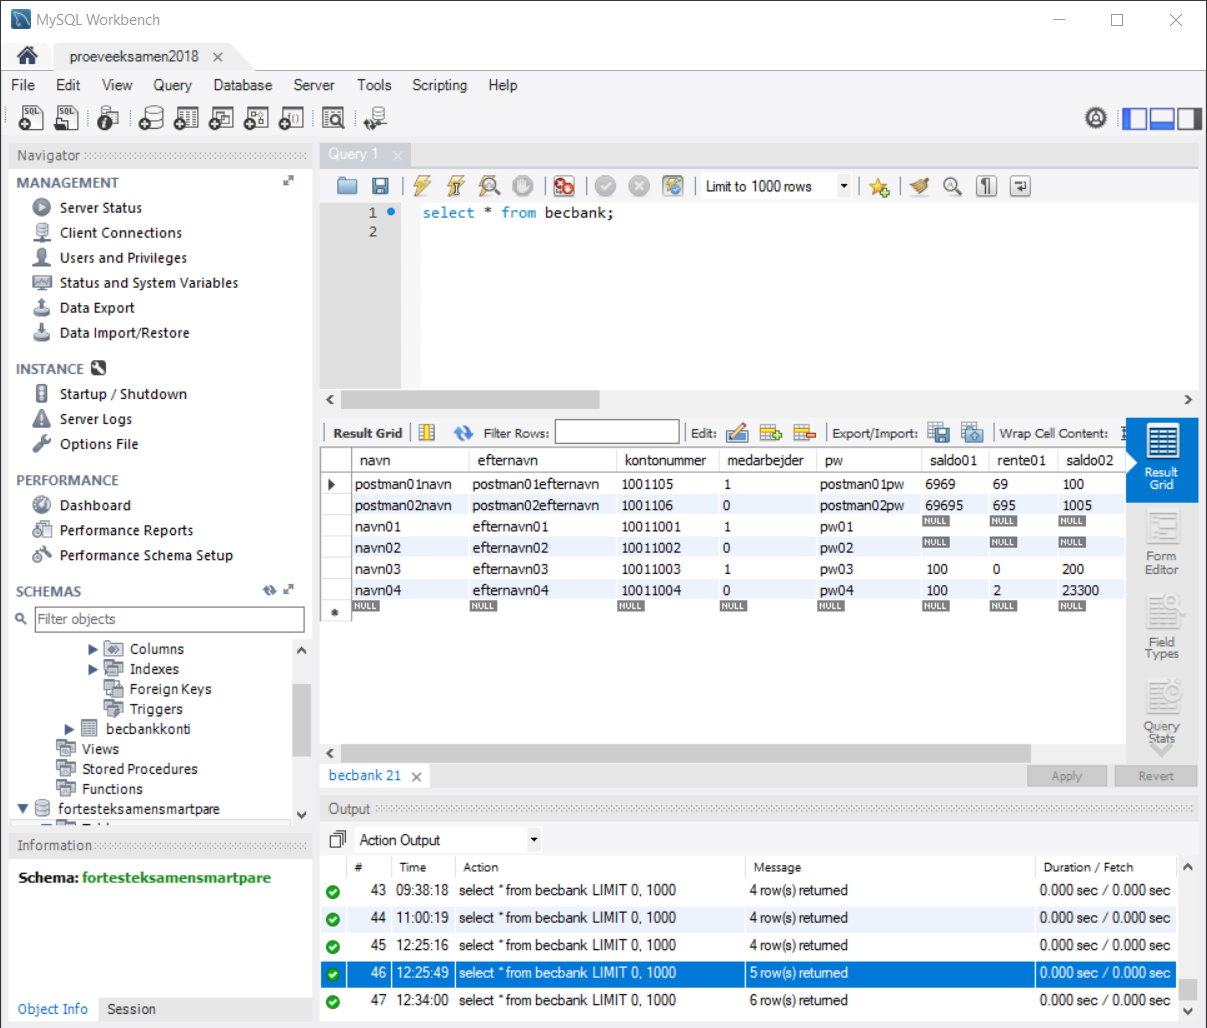 MySQL Workbench
proeveeksamen2018
File Edit View Query Database Server Tools Scripting Help
Navigator
MANAGEMENT
Server Status
Client Connections
Users and Privileges
Status and System Variables
Data Export
Data Import/Restore
INSTANCE
Startup / Shutdown
Server Logs
Options File
PERFORMANCE
Dashboard
Performance Reports
Performance Schema Setup
SCHEMAS
Filter objects
Columns
Indexes
Foreign Keys
Triggers
becbankkonti
Views
Stored Procedures
Functions
fortesteksamensmartpare
Information
Schema: fortesteksamensmartpare
Object Info Session
Query 1
Limit to 1000 rows
1 select * from becbank;
2
Result Grid Filter Rows: Edit: Export/Import: Wrap Cell Content:
navn efternavn kontonummer medarbejder pw saldo01 rente01 saldo02
postman01navn postman01efternavn 1001105 1 postman01pw 6969 69 100
postman02navn postman02efternavn 1001106 0 postman02pw 69695 695 1005
navn01 efternavn01 10011001 1 pw01 NULL NULL NULL
navn02 efternavn02 10011002 0 pw02 NULL NULL NULL
navn03 efternavn03 10011003 1 pw03 100 0 200
navn04 efternavn04 10011004 0 pw04 100 2 23300
NULL NULL NULL NULL NULL NULL NULL NULL
Result
Grid
Form
Editor
Field
Types
Query
Stats
becbank 21
Apply Revert
Output
Action Output
# Time Action Message Duration / Fetch
43 09:38:18 select * from becbank LIMIT 0, 1000 4 row(s) returned 0.000 sec / 0.000 sec
44 11:00:19 select * from becbank LIMIT 0, 1000 4 row(s) returned 0.000 sec / 0.000 sec
45 12:25:16 select * from becbank LIMIT 0, 1000 4 row(s) returned 0.000 sec / 0.000 sec
46 12:25:49 select * from becbank LIMIT 0, 1000 5 row(s) returned 0.000 sec / 0.000 sec
47 12:34:00 select * from becbank LIMIT 0, 1000 6 row(s) returned 0.000 sec / 0.000 sec